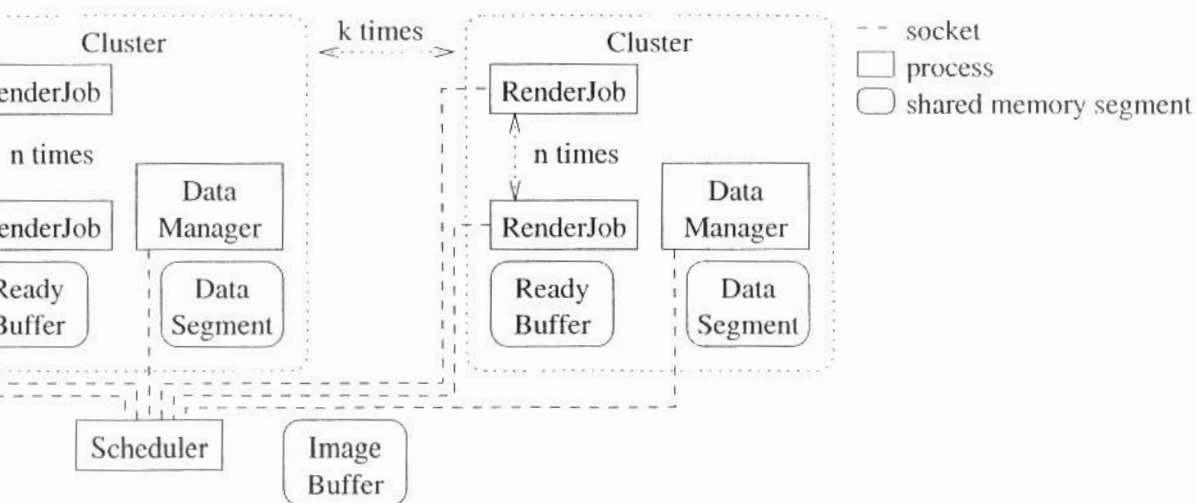 Cluster
enderJob
n times
enderJob
Data
Manager
Ready
Buffer
Data
Segment
k times
Cluster
RenderJob
n times
RenderJob
Data
Manager
Ready
Buffer
Data
Segment
Scheduler
Image
Buffer
socket
process
shared memory segment